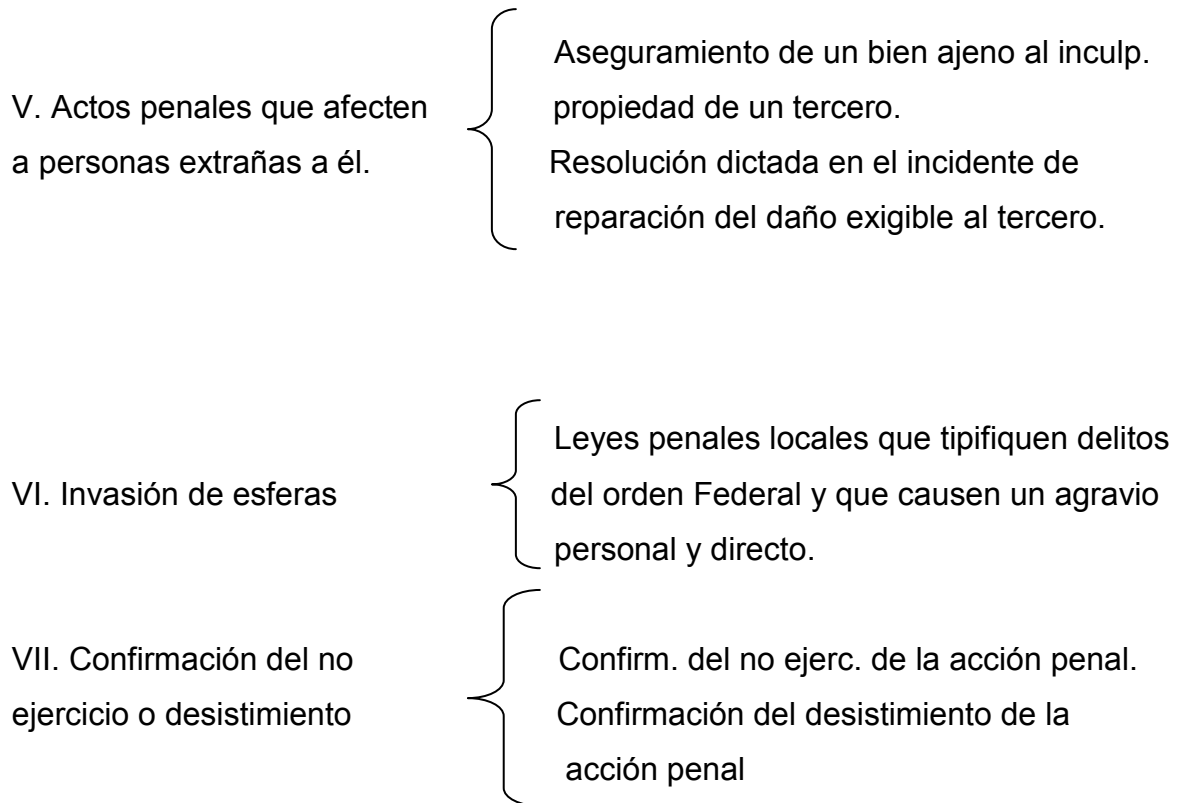 Aseguramiento de un bien ajeno al inculp.
V. Actos penales que afecten propiedad de un tercero.
a personas extrañas a él. Resolución dictada en el incidente de
reparación del daño exigible al tercero.
Leyes penales locales que tipifiquen delitos
VI. Invasión de esferas del orden Federal y que causen un agravio
personal y directo.
VII. Confirmación del no Confirm. del no ejerc. de la acción penal.
ejercicio o desistimiento Confirmación del desistimiento de la
acción penal